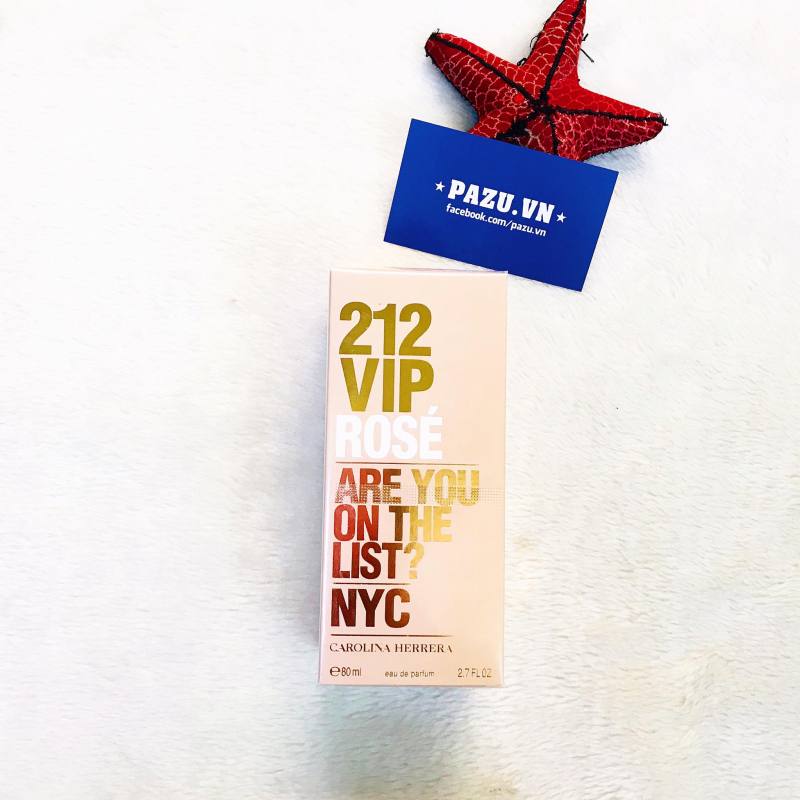 ★ PAZU.VN ★
facebook.com/pazu.vn
212
VIP
ROSÉ
ARE YOU
ON THE
LIST?
NYC
CAROLINA HERRERA
℮80 ml eau de parfum 2.7 FL OZ